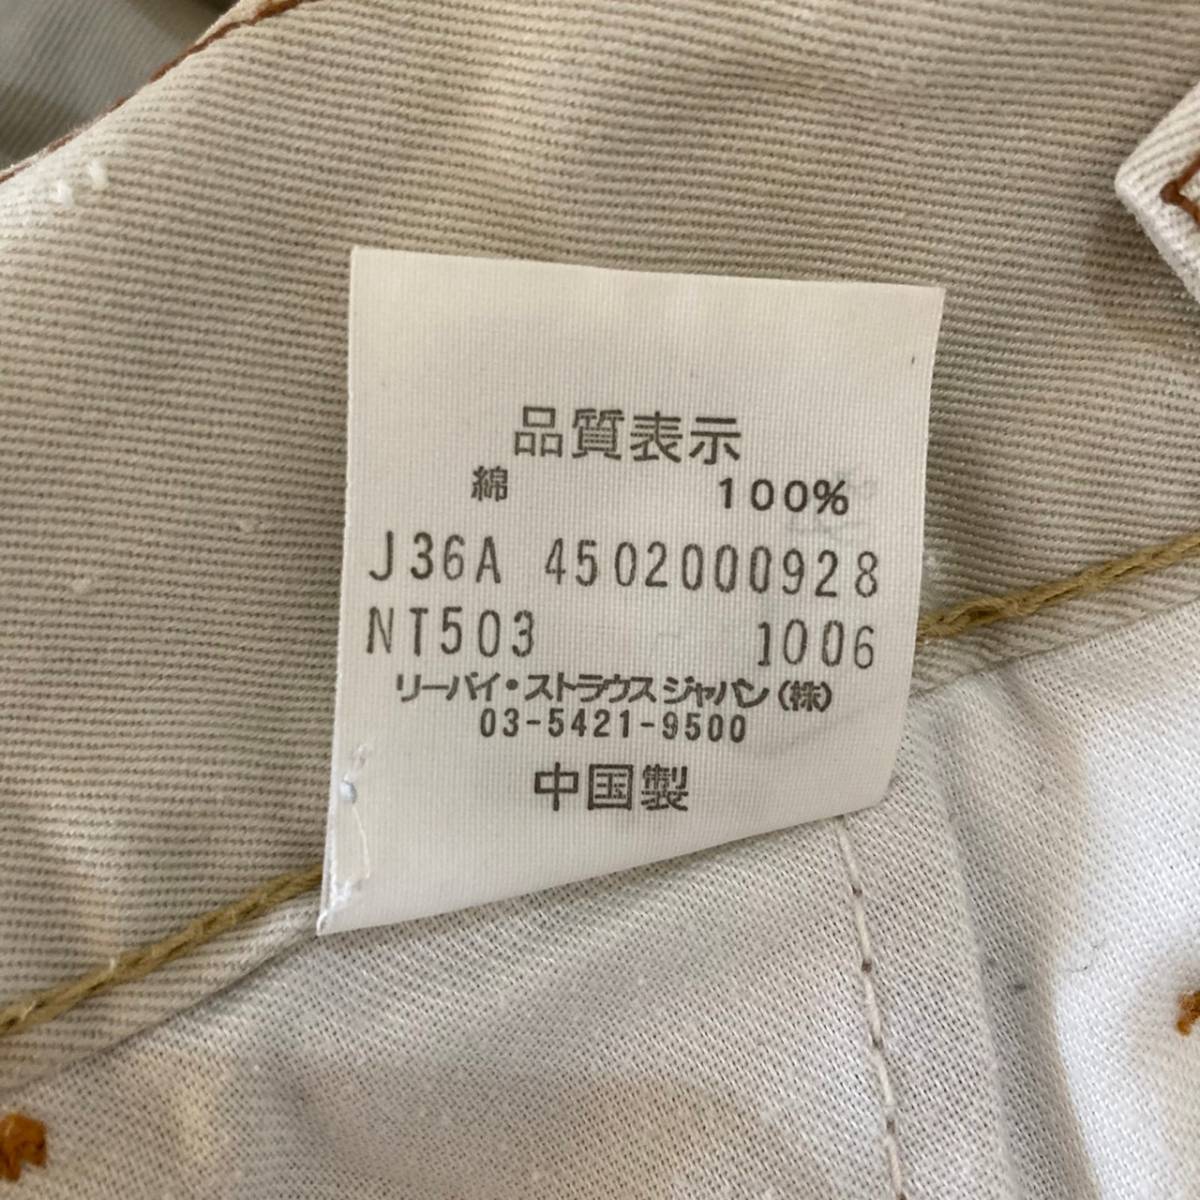 品質表示
綿 100%
J36A 4502000928
NT503 1006
リーバイ・ストラウス ジャパン(株)
03-5421-9500
中国製